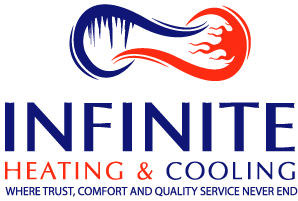 INFINITE
HEATING & COOLING
WHERE TRUST, COMFORT AND QUALITY SERVICE NEVER END